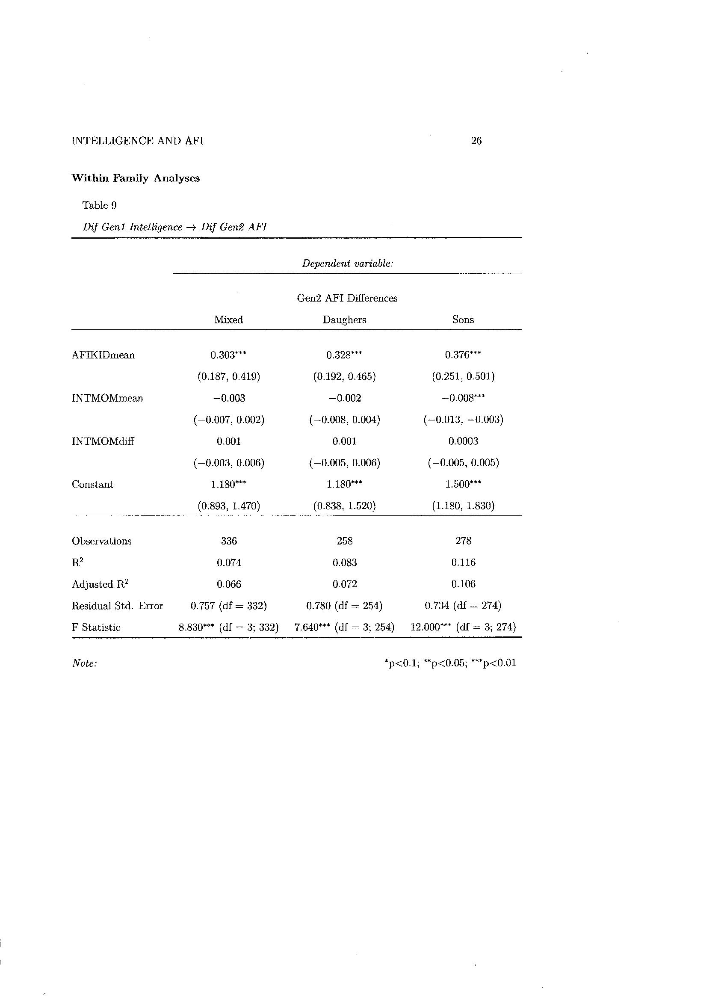 INTELLIGENCE AND AFI 26
Within Family Analyses
Table 9
Dif Gen1 Intelligence → Dif Gen2 AFI
Dependent variable:
Gen2 AFI Differences
Mixed Daughers Sons
AFIKIDmean 0.303*** 0.328*** 0.376***
(0.187, 0.419) (0.192, 0.465) (0.251, 0.501)
INTMOMmean −0.003 −0.002 −0.008***
(−0.007, 0.002) (−0.008, 0.004) (−0.013, −0.003)
INTMOMdiff 0.001 0.001 0.0003
(−0.003, 0.006) (−0.005, 0.006) (−0.005, 0.005)
Constant 1.180*** 1.180*** 1.500***
(0.893, 1.470) (0.838, 1.520) (1.180, 1.830)
Observations 336 258 278
R² 0.074 0.083 0.116
Adjusted R² 0.066 0.072 0.106
Residual Std. Error 0.757 (df = 332) 0.780 (df = 254) 0.734 (df = 274)
F Statistic 8.830*** (df = 3; 332) 7.640*** (df = 3; 254) 12.000*** (df = 3; 274)
Note: *p<0.1; **p<0.05; ***p<0.01